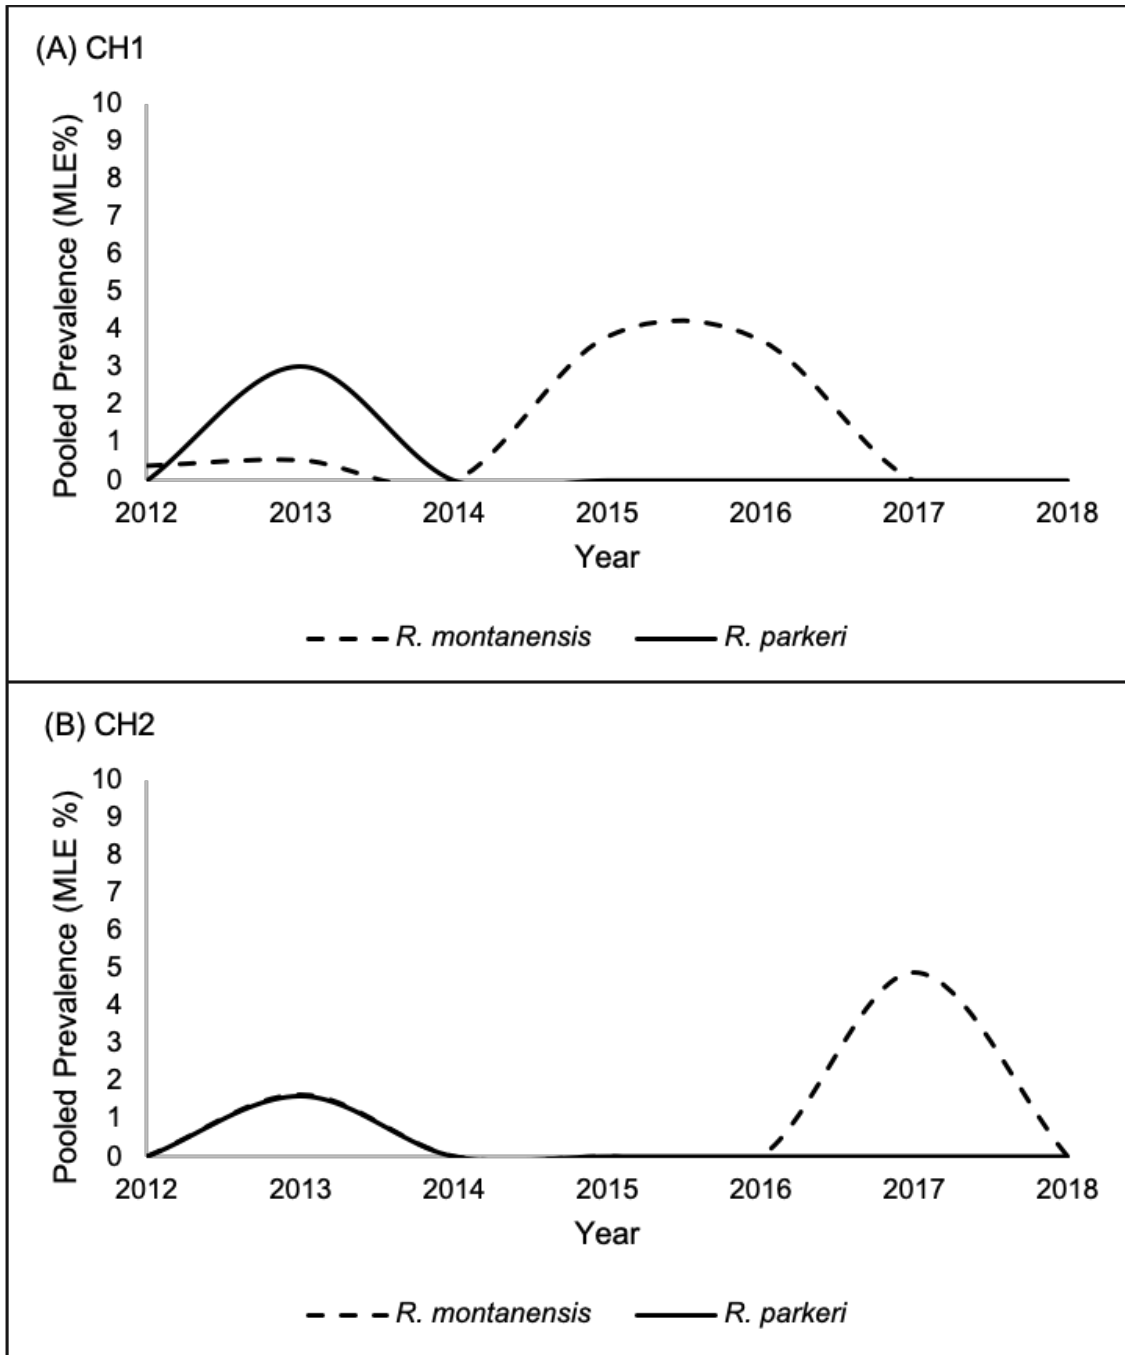 (A) CH1
Pooled Prevalence (MLE%)
10
9
8
7
6
5
4
3
2
1
0
2012 2013 2014 2015 2016 2017 2018
Year
R. montanensis R. parkeri
(B) CH2
Pooled Prevalence (MLE %)
10
9
8
7
6
5
4
3
2
1
0
2012 2013 2014 2015 2016 2017 2018
Year
R. montanensis R. parkeri